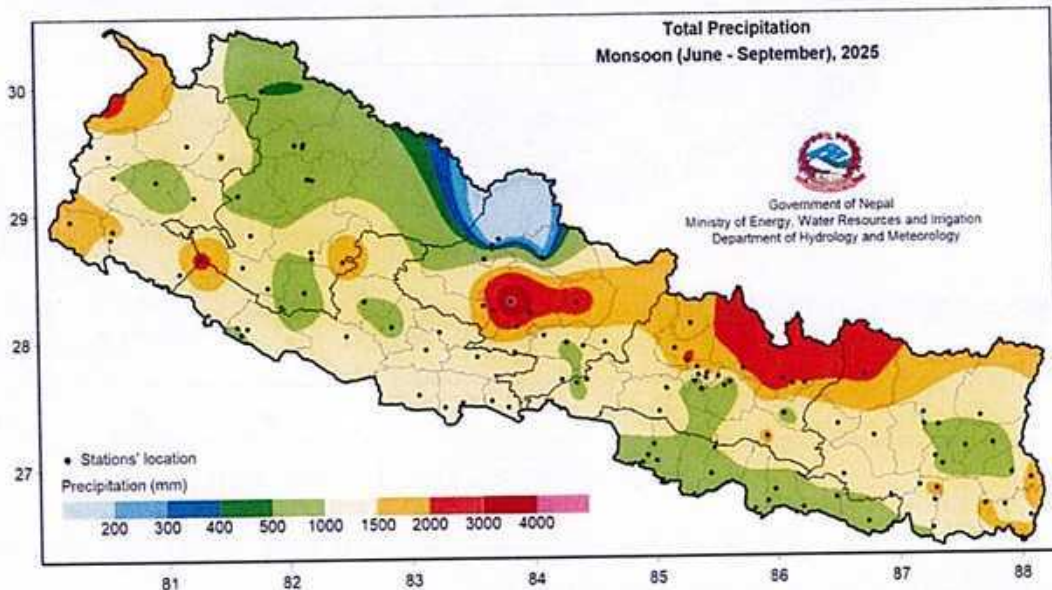 Total Precipitation
Monsoon (June - September), 2025
Government of Nepal
Ministry of Energy, Water Resources and Irrigation
Department of Hydrology and Meteorology
30
29
28
27
• Stations' location
Precipitation (mm)
200 300 400 500 1000 1500 2000 3000 4000
81 82 83 84 85 86 87 88